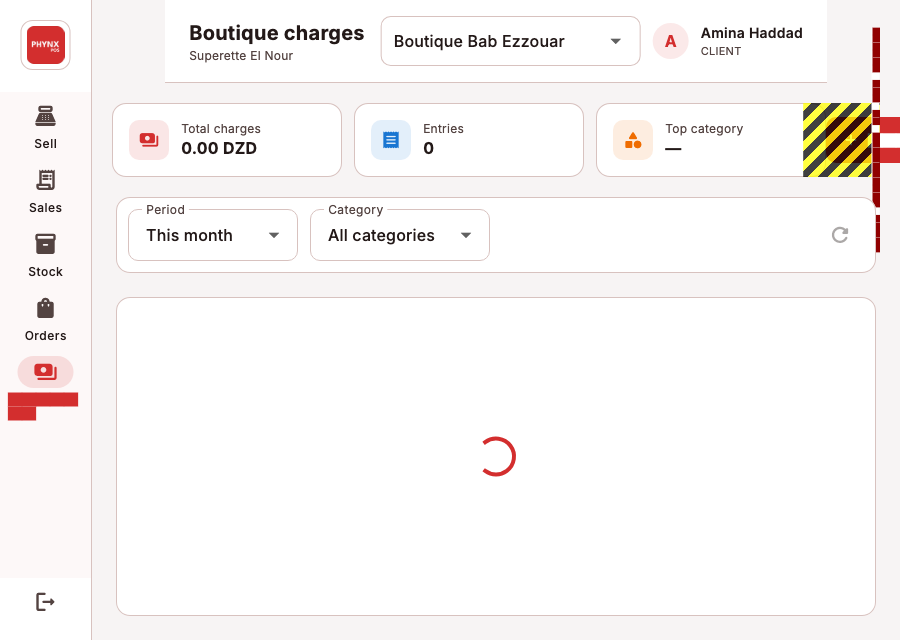 PHYNX
POS
Boutique charges
Superette El Nour
Boutique Bab Ezzouar
A
Amina Haddad
CLIENT
Sell
Sales
Stock
Orders
Total charges
0.00 DZD
Entries
0
Top category
—
Period
This month
Category
All categories